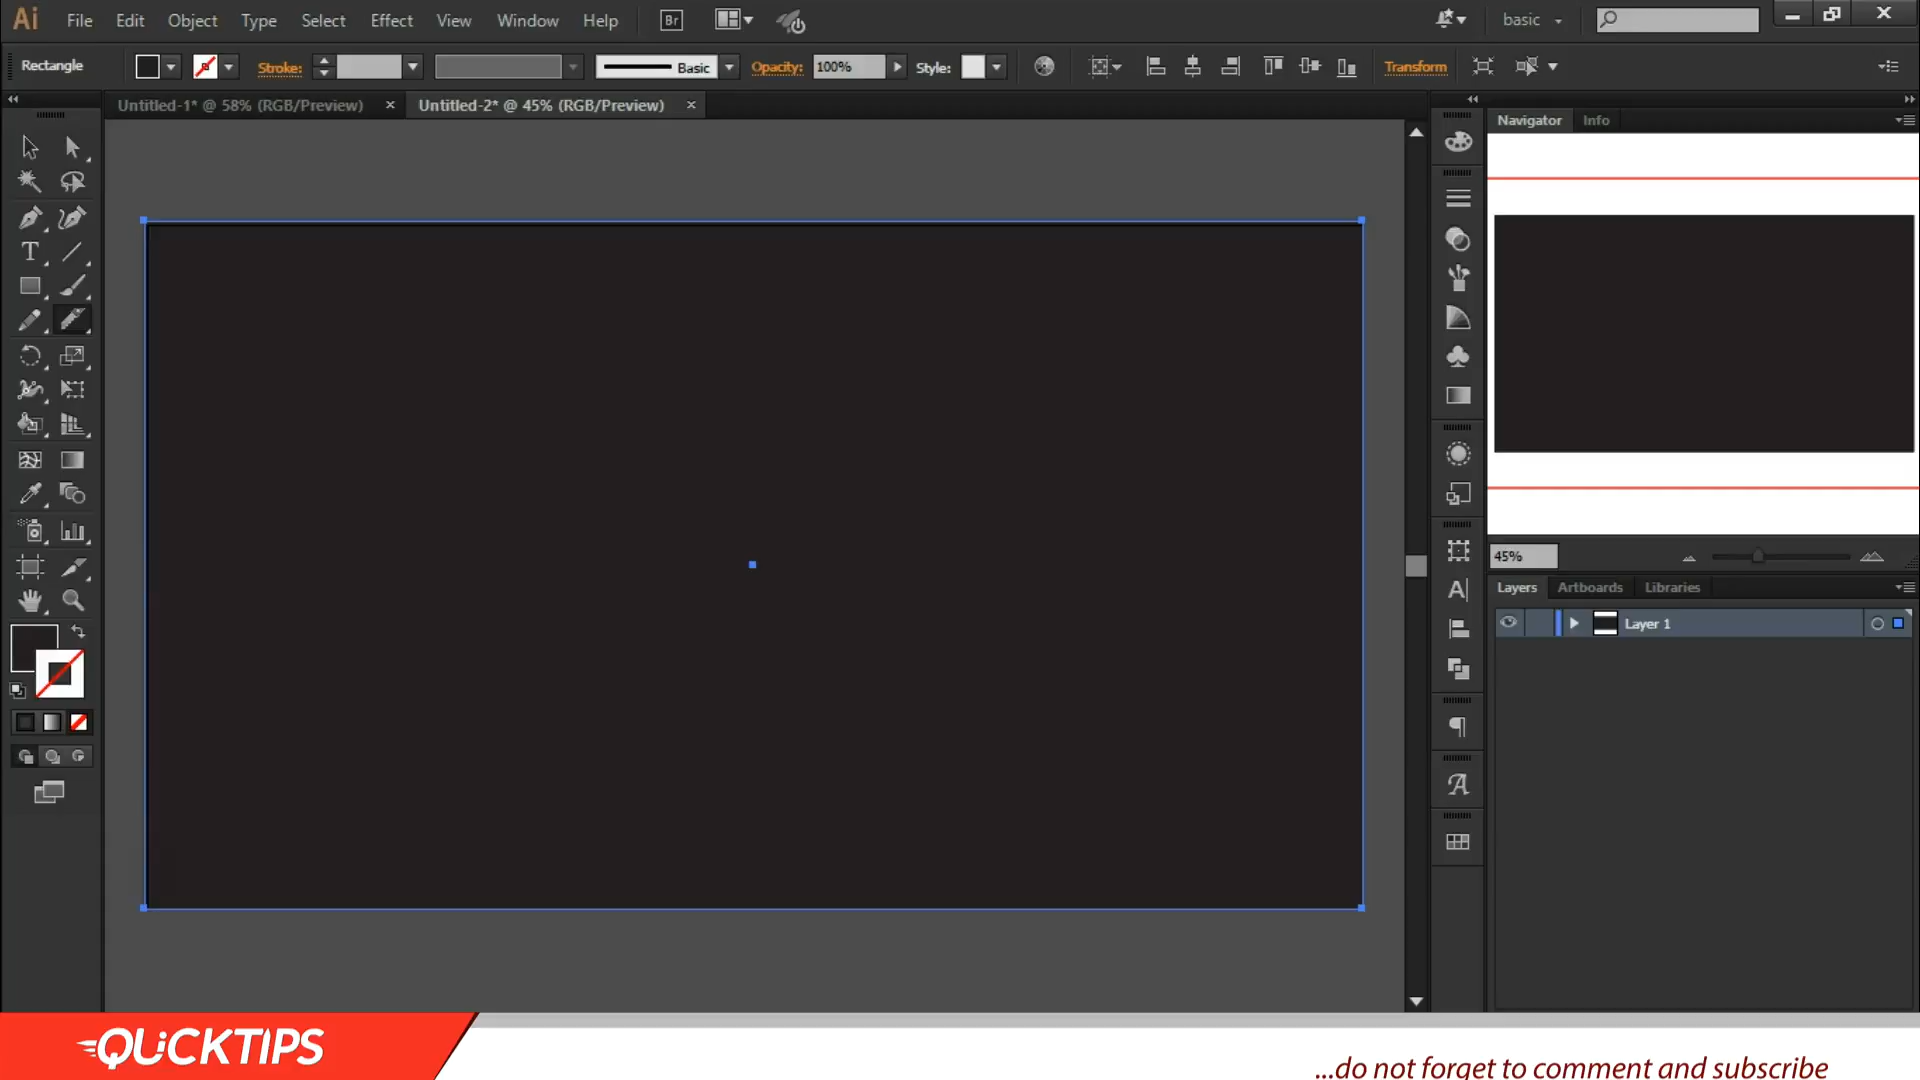 Ai File Edit Object Type Select Effect View Window Help Br basic
Rectangle Stroke: Basic Opacity: 100% Style: Transform
Untitled-1* @ 58% (RGB/Preview) × Untitled-2* @ 45% (RGB/Preview) ×
Navigator Info
45%
Layers Artboards Libraries
Layer 1
QUiCKTIPS
...do not forget to comment and subscribe